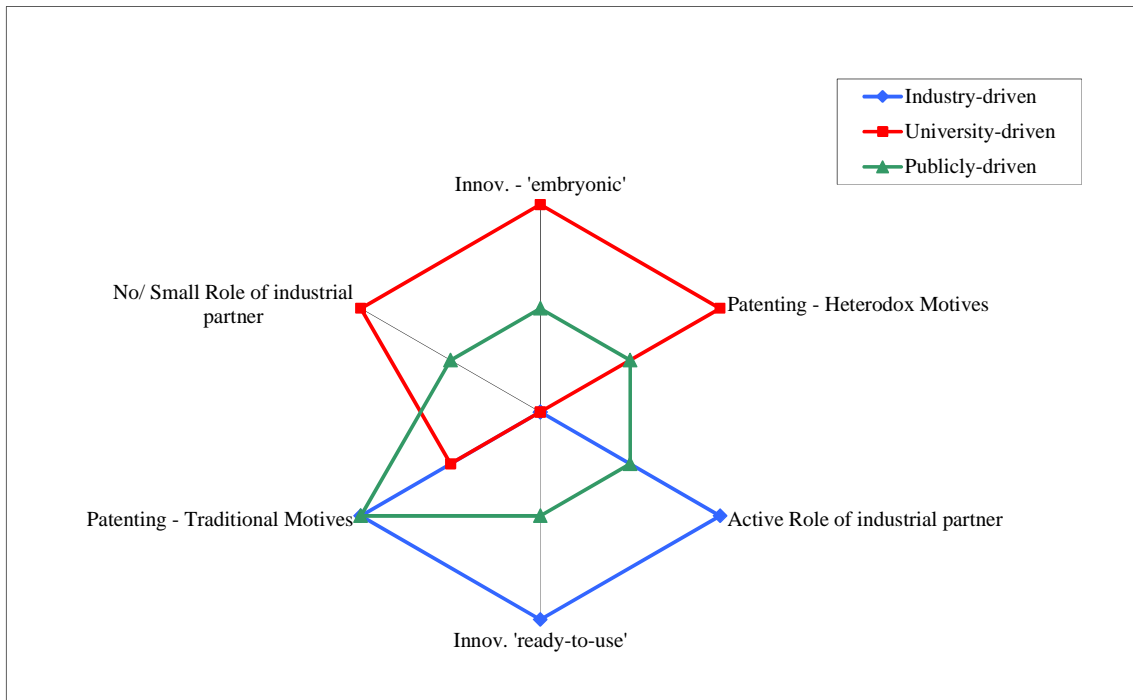 Industry-driven
University-driven
Publicly-driven
Innov. - 'embryonic'
No/ Small Role of industrial
partner
Patenting - Heterodox Motives
Patenting - Traditional Motives
Active Role of industrial partner
Innov. 'ready-to-use'